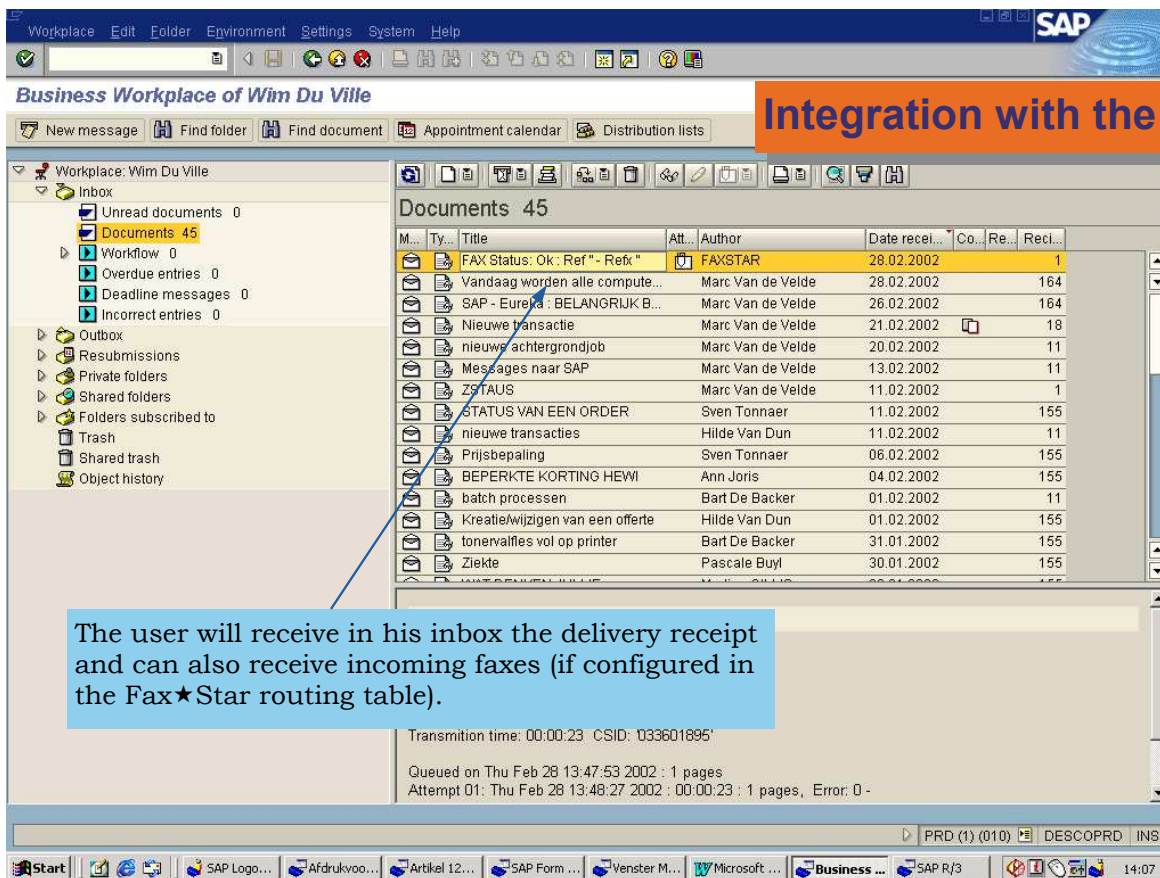 Workplace Edit Folder Environment Settings System Help
SAP
Business Workplace of Wim Du Ville
Integration with the
New message Find folder Find document Appointment calendar Distribution lists
Workplace: Wim Du Ville
Inbox
Unread documents 0
Documents 45
Workflow 0
Overdue entries 0
Deadline messages 0
Incorrect entries 0
Outbox
Resubmissions
Private folders
Shared folders
Folders subscribed to
Trash
Shared trash
Object history
Documents 45
M... Ty... Title Att... Author Date recei... Co... Re... Reci...
FAX Status: Ok : Ref " - Refx " FAXSTAR 28.02.2002 1
Vandaag worden alle compute... Marc Van de Velde 28.02.2002 164
SAP - Eureka : BELANGRIJK B... Marc Van de Velde 26.02.2002 164
Nieuwe transactie Marc Van de Velde 21.02.2002 18
nieuwe achtergrondjob Marc Van de Velde 20.02.2002 11
Messages naar SAP Marc Van de Velde 13.02.2002 11
ZSTAUS Marc Van de Velde 11.02.2002 1
STATUS VAN EEN ORDER Sven Tonnaer 11.02.2002 155
nieuwe transacties Hilde Van Dun 11.02.2002 11
Prijsbepaling Sven Tonnaer 06.02.2002 155
BEPERKTE KORTING HEWI Ann Joris 04.02.2002 155
batch processen Bart De Backer 01.02.2002 11
Kreatie/wijzigen van een offerte Hilde Van Dun 01.02.2002 155
tonervalfles vol op printer Bart De Backer 31.01.2002 155
Ziekte Pascale Buyl 30.01.2002 155
The user will receive in his inbox the delivery receipt
and can also receive incoming faxes (if configured in
the Fax★Star routing table).
Transmition time: 00:00:23 CSID: '033601895'
Queued on Thu Feb 28 13:47:53 2002 : 1 pages
Attempt 01: Thu Feb 28 13:48:27 2002 : 00:00:23 : 1 pages, Error: 0 -
PRD (1) (010) DESCOPRD INS
Start SAP Logo... Afdrukvoo... Artikel 12... SAP Form ... Venster M... Microsoft ... Business ... SAP R/3 14:07